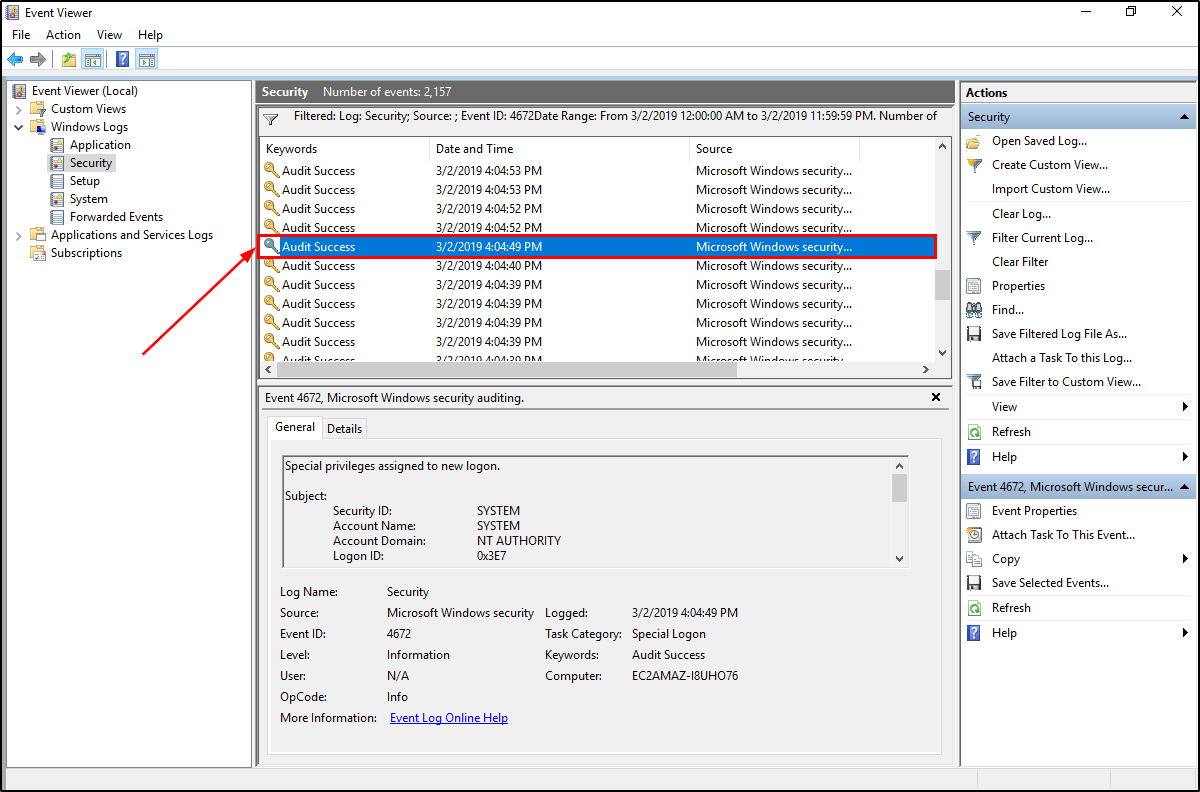 Event Viewer
File Action View Help
Event Viewer (Local)
Custom Views
Windows Logs
Application
Security
Setup
System
Forwarded Events
Applications and Services Logs
Subscriptions
Security Number of events: 2,157
Filtered: Log: Security; Source: ; Event ID: 4672Date Range: From 3/2/2019 12:00:00 AM to 3/2/2019 11:59:59 PM. Number of
Keywords Date and Time Source
Audit Success 3/2/2019 4:04:53 PM Microsoft Windows security...
Audit Success 3/2/2019 4:04:53 PM Microsoft Windows security...
Audit Success 3/2/2019 4:04:52 PM Microsoft Windows security...
Audit Success 3/2/2019 4:04:52 PM Microsoft Windows security...
Audit Success 3/2/2019 4:04:49 PM Microsoft Windows security...
Audit Success 3/2/2019 4:04:40 PM Microsoft Windows security...
Audit Success 3/2/2019 4:04:39 PM Microsoft Windows security...
Audit Success 3/2/2019 4:04:39 PM Microsoft Windows security...
Audit Success 3/2/2019 4:04:39 PM Microsoft Windows security...
Audit Success 3/2/2019 4:04:39 PM Microsoft Windows security...
Audit Success 3/2/2019 4:04:39 PM Microsoft Windows security...
Event 4672, Microsoft Windows security auditing.
General Details
Special privileges assigned to new logon.
Subject:
Security ID: SYSTEM
Account Name: SYSTEM
Account Domain: NT AUTHORITY
Logon ID: 0x3E7
Log Name: Security
Source: Microsoft Windows security Logged: 3/2/2019 4:04:49 PM
Event ID: 4672 Task Category: Special Logon
Level: Information Keywords: Audit Success
User: N/A Computer: EC2AMAZ-I8UHO76
OpCode: Info
More Information: Event Log Online Help
Actions
Security
Open Saved Log...
Create Custom View...
Import Custom View...
Clear Log...
Filter Current Log...
Clear Filter
Properties
Find...
Save Filtered Log File As...
Attach a Task To this Log...
Save Filter to Custom View...
View
Refresh
Help
Event 4672, Microsoft Windows secur...
Event Properties
Attach Task To This Event...
Copy
Save Selected Events...
Refresh
Help